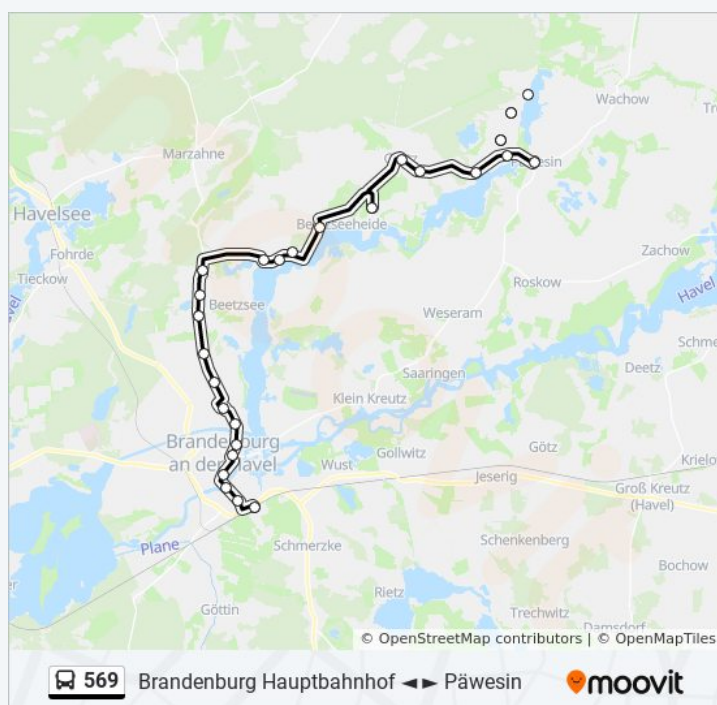 Wachow
Marzahne
Havelsee
Beetzseeheide
Fohrde
Zachow
Tieckow
Roskow
Havel
Beetzsee
Weseram
Saaringen
Deetz
Klein Kreutz
Brandenburg
an der Havel
Götz
Gollwitz
Wust
Jeserig
Groß Kreutz
(Havel)
Plane
Schmerzke
Schenkenberg
Bochow
Rietz
Göttin
Trechwitz
Damsdorf
© OpenStreetMap contributors | © OpenMapTiles
569 Brandenburg Hauptbahnhof ◄► Päwesin moovit